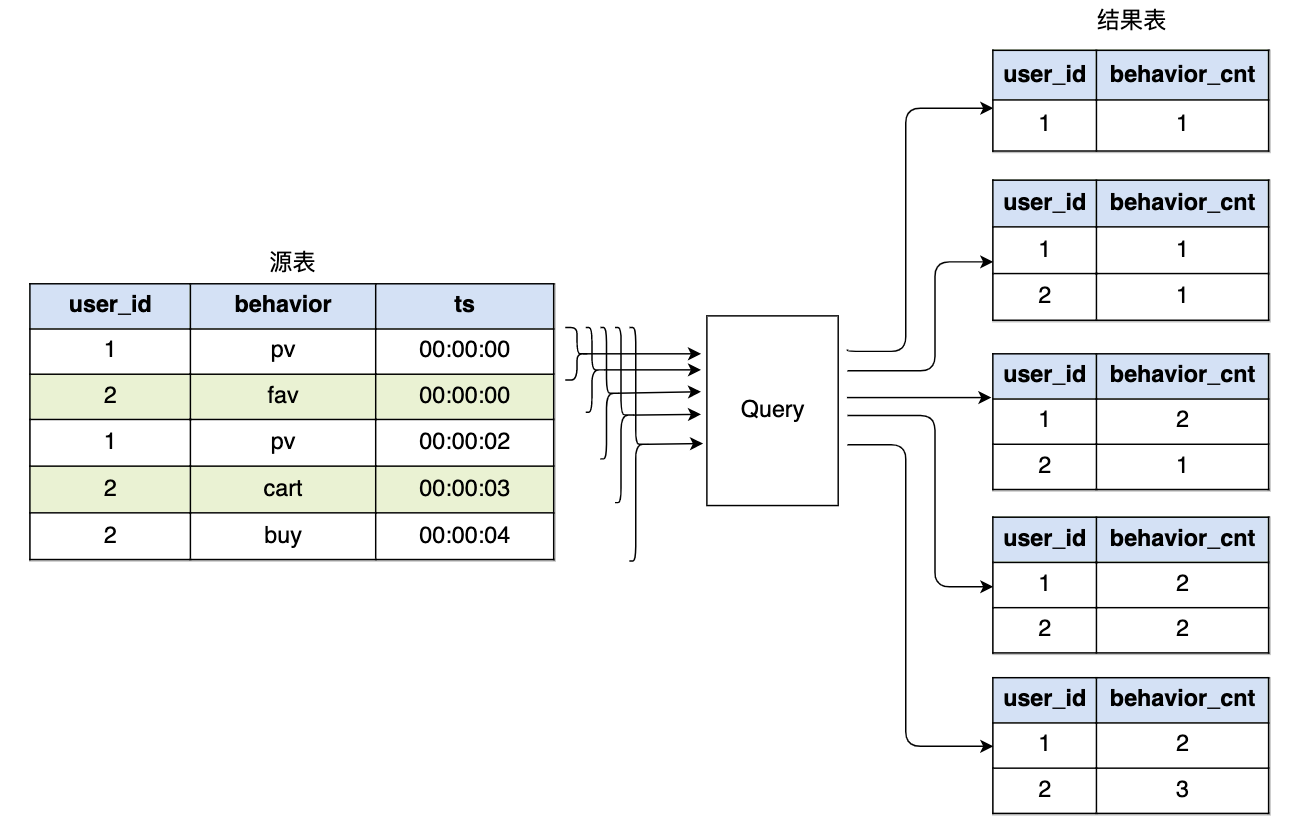 源表
user_id behavior ts
1 pv 00:00:00
2 fav 00:00:00
1 pv 00:00:02
2 cart 00:00:03
2 buy 00:00:04
Query
结果表
user_id behavior_cnt
1 1
user_id behavior_cnt
1 1
2 1
user_id behavior_cnt
1 2
2 1
user_id behavior_cnt
1 2
2 2
user_id behavior_cnt
1 2
2 3